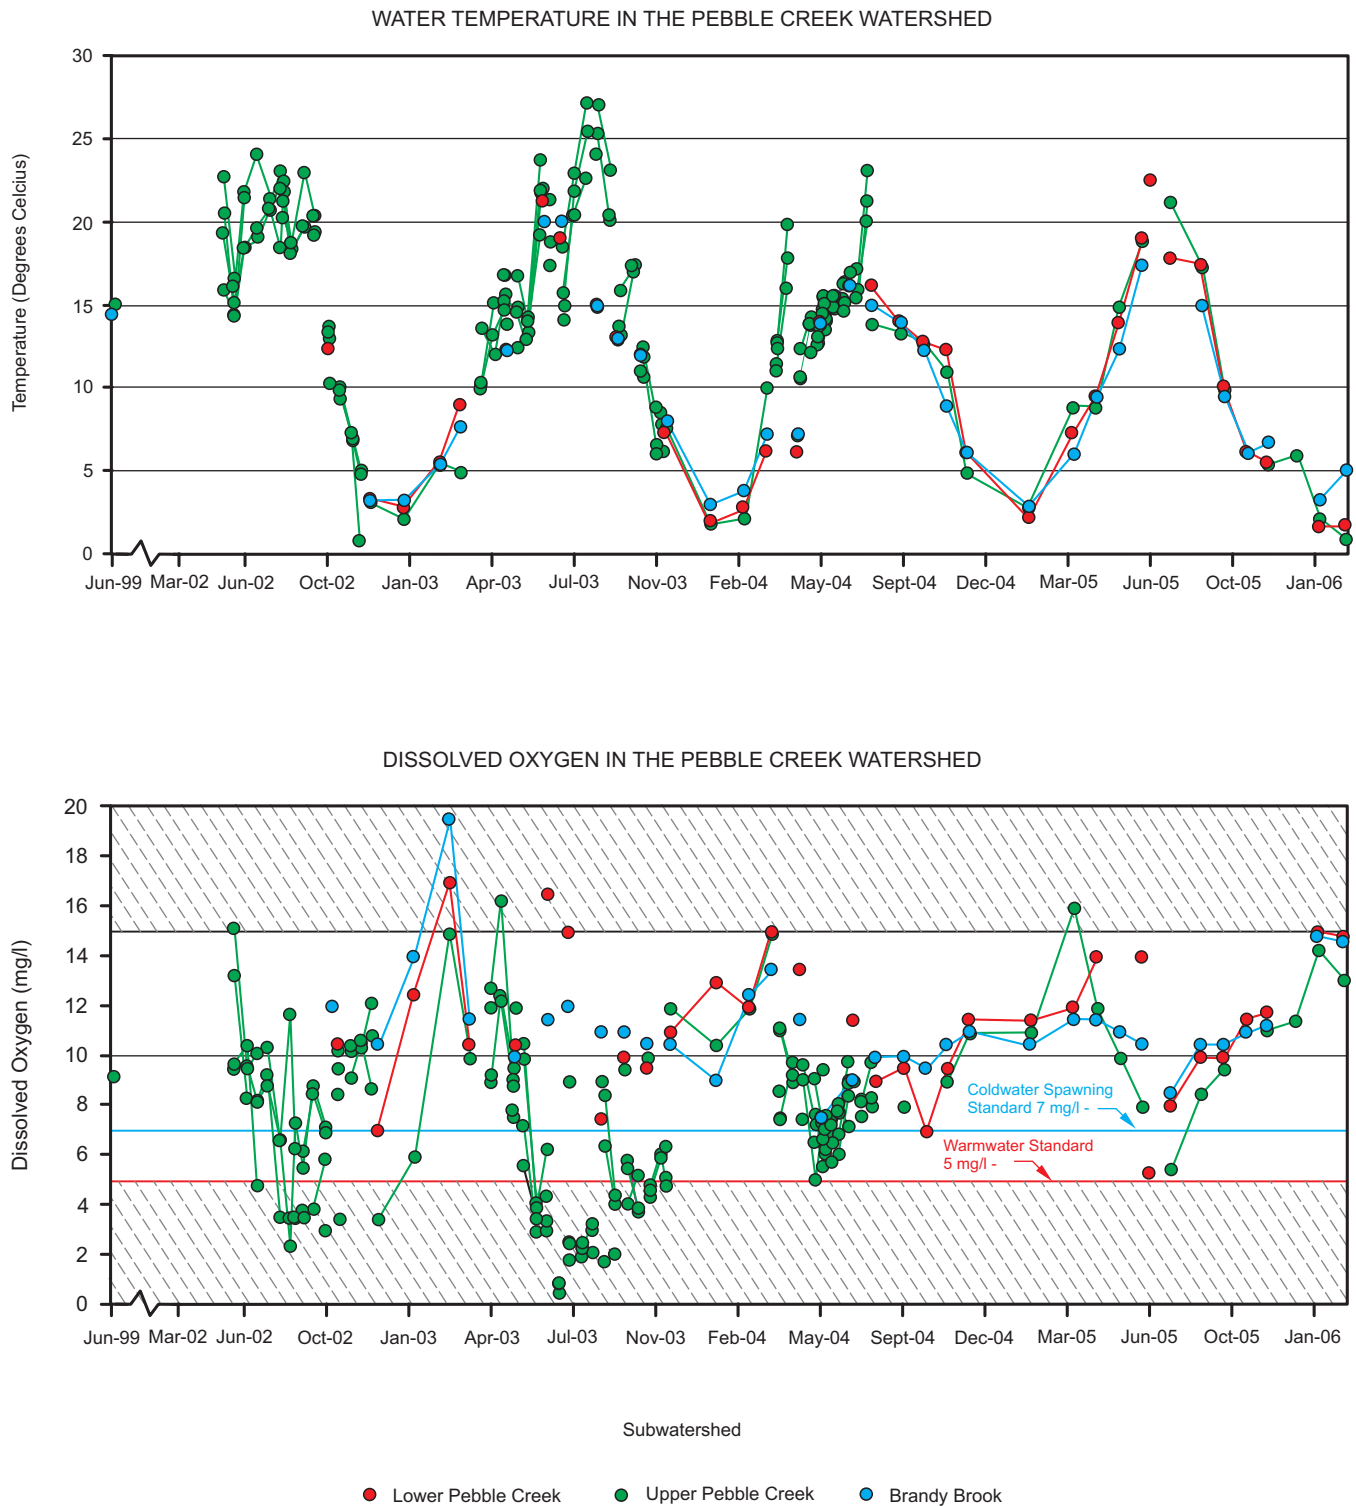 WATER TEMPERATURE IN THE PEBBLE CREEK WATERSHED
Temperature (Degrees Celcius)
30
25
20
15
10
5
0
Jun-99 Mar-02 Jun-02 Oct-02 Jan-03 Apr-03 Jul-03 Nov-03 Feb-04 May-04 Sept-04 Dec-04 Mar-05 Jun-05 Oct-05 Jan-06
DISSOLVED OXYGEN IN THE PEBBLE CREEK WATERSHED
Dissolved Oxygen (mg/l)
20
18
16
14
12
10
8
6
4
2
0
Coldwater Spawning
Standard 7 mg/l -
Warmwater Standard
5 mg/l -
Jun-99 Mar-02 Jun-02 Oct-02 Jan-03 Apr-03 Jul-03 Nov-03 Feb-04 May-04 Sept-04 Dec-04 Mar-05 Jun-05 Oct-05 Jan-06
Subwatershed
Lower Pebble Creek Upper Pebble Creek Brandy Brook